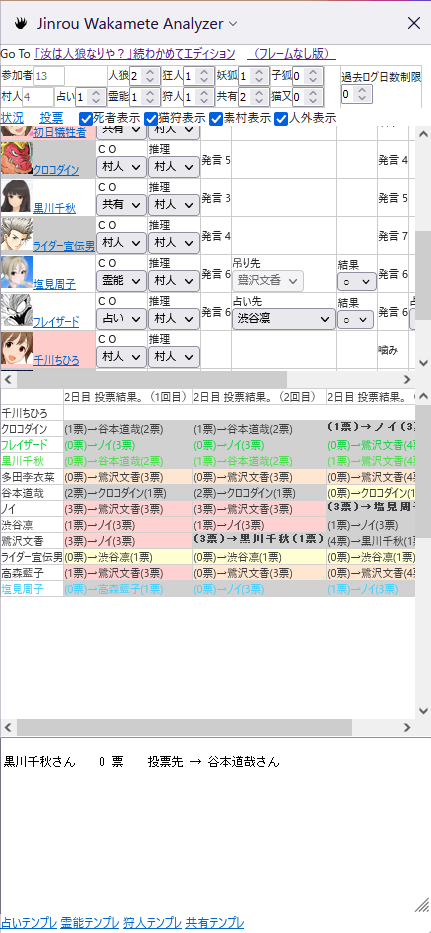 Jinrou Wakamete Analyzer
Go To 「汝は人狼なりや？」続わかめてエディション （フレームなし版）
参加者 13 人狼 2 狂人 1 妖狐 1 子狐 0 過去ログ日数制限
村人 4 占い 1 霊能 1 狩人 1 共有 2 猫又 0 0
状況 投票 死者表示 猫狩表示 素村表示 人外表示
初日犠牲者 共有 村人
クロコダイン ＣＯ 村人 推理 村人 発言 5 発言 4
黒川千秋 ＣＯ 共有 推理 村人 発言 3 発言 5
ライダー宣伝男 ＣＯ 村人 推理 村人 発言 4 発言 7
塩見周子 ＣＯ 霊能 推理 村人 発言 6 吊り先 鷺沢文香 結果 ○ 発言 6
フレイザード ＣＯ 占い 推理 村人 発言 6 占い先 渋谷凛 結果 ○ 発言 6
千川ちひろ ＣＯ 村人 推理 村人 噛み
2日目 投票結果。 (1回目) 2日目 投票結果。 (2回目) 2日目 投票結果。
千川ちひろ
クロコダイン (1票)→谷本道哉(2票) (1票)→谷本道哉(2票) (1票)→ノイ(3
フレイザード (0票)→ノイ(3票) (0票)→ノイ(3票) (0票)→鷺沢文香(4
黒川千秋 (0票)→谷本道哉(2票) (0票)→谷本道哉(2票) (1票)→鷺沢文香(4
多田李衣菜 (0票)→鷺沢文香(3票) (0票)→鷺沢文香(3票) (0票)→鷺沢文香(4
谷本道哉 (2票)→クロコダイン(1票) (2票)→クロコダイン(1票) (0票)→クロコダイン(1
ノイ (3票)→鷺沢文香(3票) (3票)→鷺沢文香(3票) (3票)→塩見周
渋谷凛 (1票)→ノイ(3票) (1票)→ノイ(3票) (1票)→ノイ(3票)
鷺沢文香 (3票)→ノイ(3票) (3票)→黒川千秋(1票) (4票)→黒川千秋(1
ライダー宣伝男 (0票)→渋谷凛(1票) (0票)→渋谷凛(1票) (0票)→渋谷凛(1票)
高森藍子 (1票)→鷺沢文香(3票) (0票)→鷺沢文香(3票) (0票)→鷺沢文香(4
塩見周子 (0票)→高森藍子(1票) (0票)→ノイ(3票) (1票)→ノイ(3票)
黒川千秋さん 0 票 投票先 → 谷本道哉さん
占いテンプレ 霊能テンプレ 狩人テンプレ 共有テンプレ